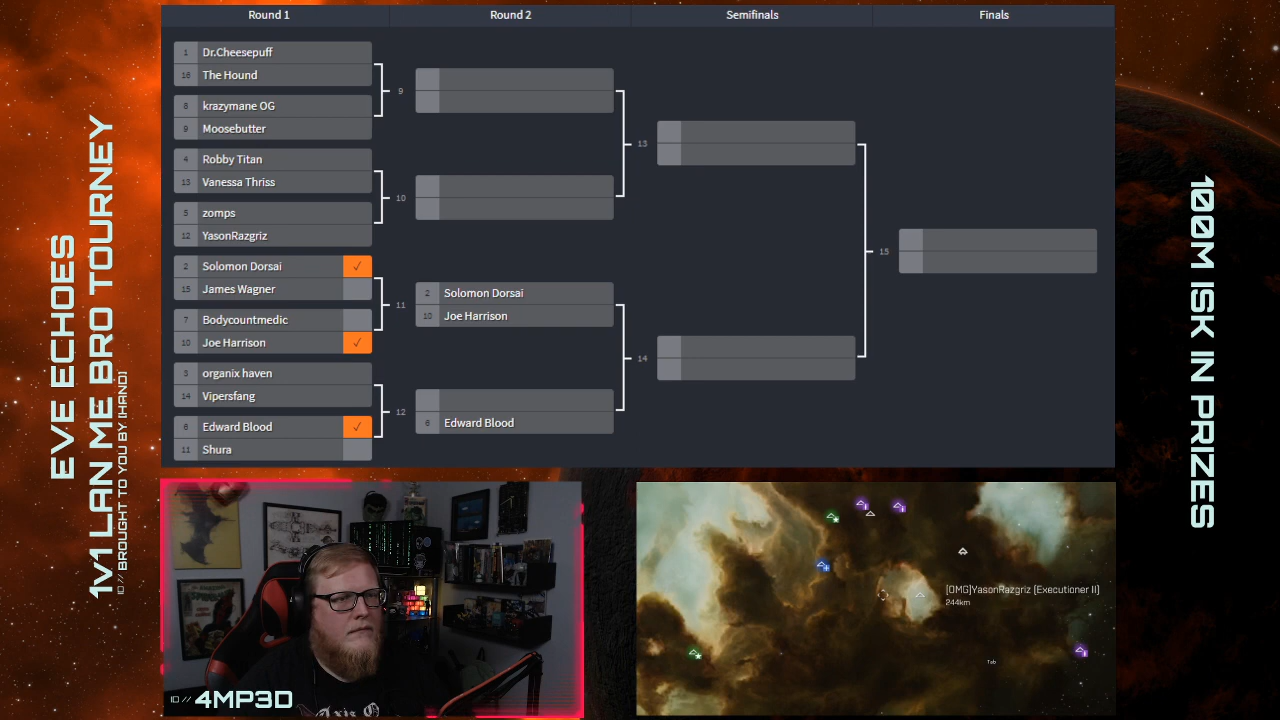 Round 1
Round 2
Semifinals
Finals
1 Dr.Cheesepuff
16 The Hound
8 krazymane OG
9 Moosebutter
4 Robby Titan
13 Vanessa Thriss
5 zomps
12 YasonRazgriz
2 Solomon Dorsai
15 James Wagner
7 Bodycountmedic
10 Joe Harrison
3 organix haven
14 Vipersfang
6 Edward Blood
11 Shura
9
10
11
12
2 Solomon Dorsai
10 Joe Harrison
6 Edward Blood
13
14
15
EVE ECHOES
1v1 LAN ME BRO TOURNEY
ID // BROUGHT TO YOU BY [HAND]
100M ISK IN PRIZES
ID // 4MP3D
[OMG]YasonRazgriz [Executioner II]
244km
Tab